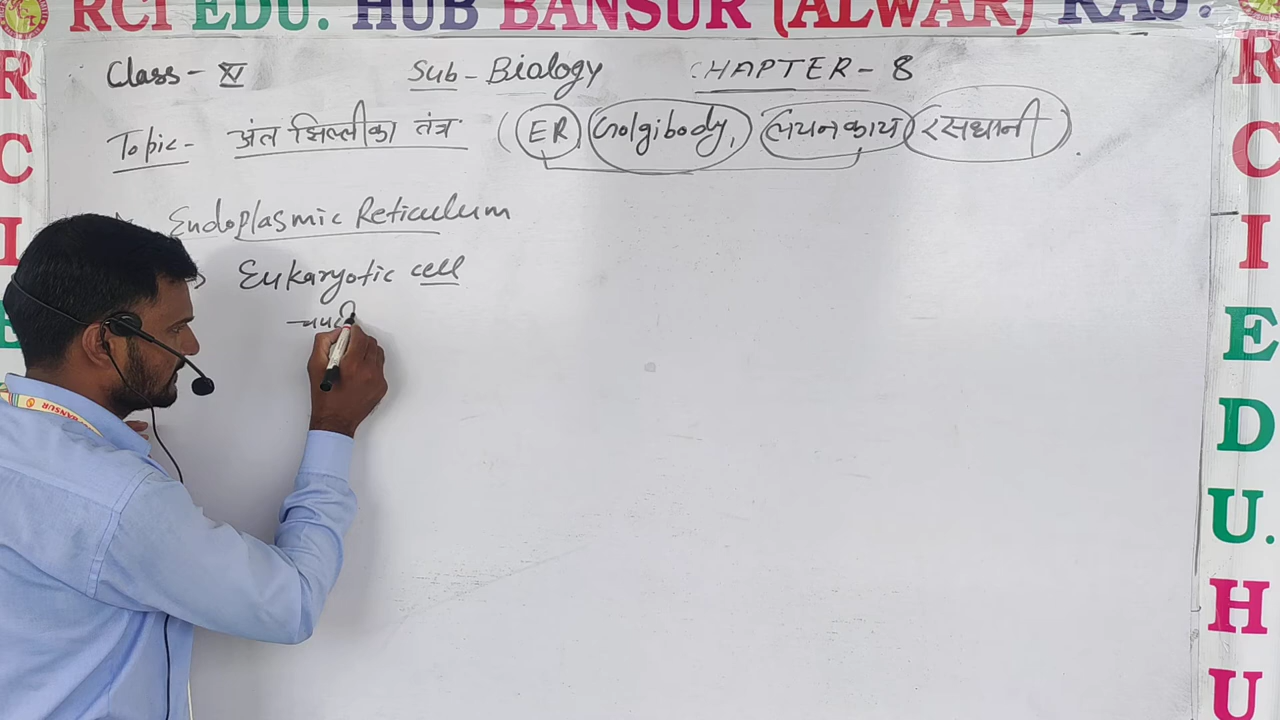 RCI EDU. HUB BANSUR (ALWAR) RAJ.
Class - XI Sub - Biology CHAPTER - 8
Topic - अंत झिल्लीका तंत्र (ER Golgibody, लयनकाय रसधानी).
Endoplasmic Reticulum
Eukaryotic cell
R
C
I
E
R
C
I
E
D
U.
H
U
BANSUR